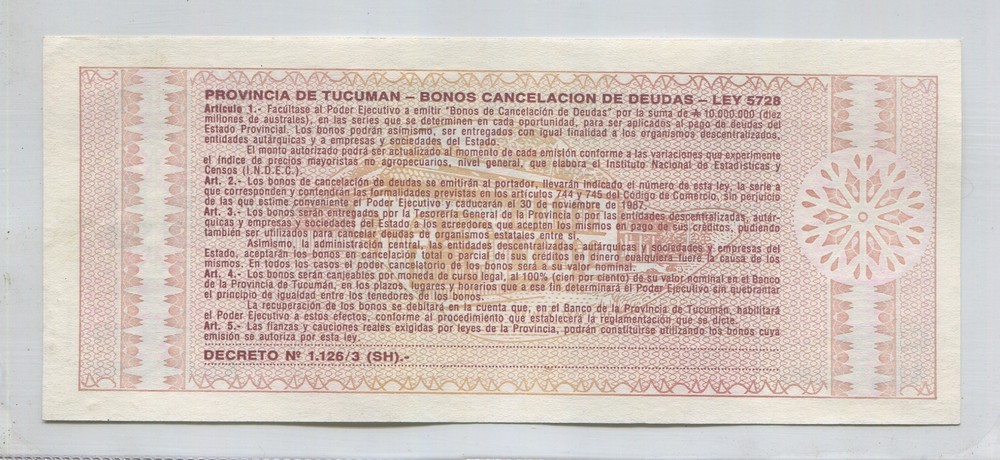 PROVINCIA DE TUCUMAN – BONOS CANCELACION DE DEUDAS – LEY 5728
Artículo 1.- Facúltase al Poder Ejecutivo a emitir "Bonos de Cancelación de Deudas" por la suma de ₳ 10.000.000 (diez
millones de australes), en las series que se determinen en cada oportunidad, para ser aplicados al pago de deudas del
Estado Provincial. Los bonos podrán asimismo, ser entregados con igual finalidad a los organismos descentralizados,
entidades autárquicas y a empresas y sociedades del Estado.
El monto autorizado podrá ser actualizado al momento de cada emisión conforme a las variaciones que experimente
el índice de precios mayoristas no agropecuarios, nivel general, que elabora el Instituto Nacional de Estadísticas y
Censos (I.N.D.E.C.).
Art. 2.- Los bonos de cancelación de deudas se emitirán al portador, llevarán indicado el número de esta ley, la serie a
que corresponden y contendrán las formalidades previstas en los artículos 744 y 745 del Código de Comercio, sin perjuicio
de las que estime conveniente el Poder Ejecutivo y caducarán el 30 de noviembre de 1987.
Art. 3.- Los bonos serán entregados por la Tesorería General de la Provincia o por las entidades descentralizadas, autár-
quicas y empresas y sociedades del Estado a los acreedores que acepten los mismos en pago de sus créditos, pudiendo
también ser utilizados para cancelar deudas de organismos estatales entre si.
Asimismo, la administración central, las entidades descentralizadas, autárquicas y sociedades y empresas del
Estado, aceptarán los bonos en cancelación total o parcial de sus créditos en dinero cualquiera fuere la causa de los
mismos. En todos los casos el poder cancelatorio de los bonos será a su valor nominal.
Art. 4.- Los bonos serán canjeables por moneda de curso legal, al 100% (cien por ciento) de su valor nominal en el Banco
de la Provincia de Tucumán, en los plazos, lugares y horarios que a ese fin determinará el Poder Ejecutivo sin quebrantar
el principio de igualdad entre los tenedores de los bonos.
La recuperación de los bonos se debitará en la cuenta que, en el Banco de la Provincia de Tucumán, habilitará
el Poder Ejecutivo a estos efectos, conforme al procedimiento que establecerá la reglamentación que se dicte.
Art. 5.- Las fianzas y cauciones reales exigidas por leyes de la Provincia, podrán constituirse utilizando los bonos cuya
emisión se autoriza por esta ley.
DECRETO Nº 1.126/3 (SH).-